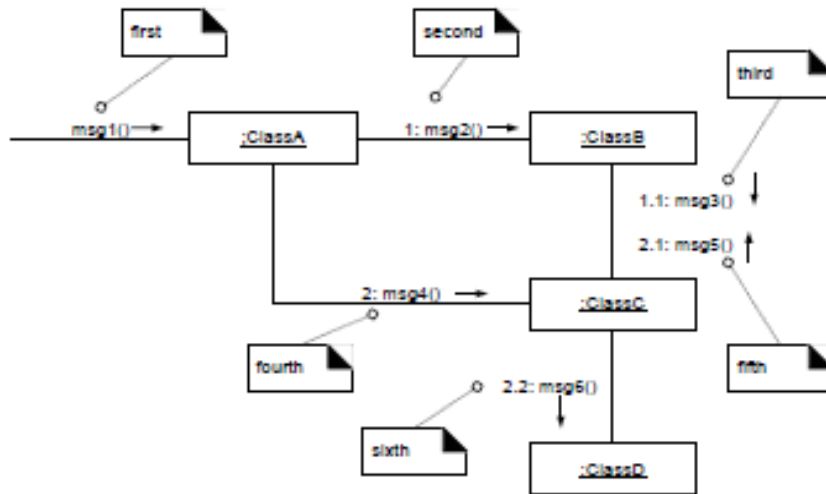 first
second
third
msg1()
:ClassA
1: msg2()
:ClassB
1.1: msg3()
2.1: msg5()
2: msg4()
:ClassC
fourth
fifth
2.2: msg6()
sixth
:ClassD